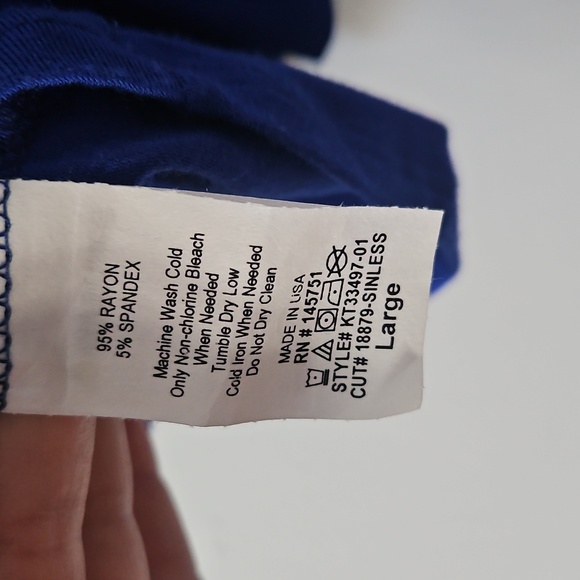 95% RAYON
5% SPANDEX
Machine Wash Cold
Only Non-chlorine Bleach
When Needed
Tumble Dry Low
Cold Iron When Needed
Do Not Dry Clean
MADE IN USA
RN # 145751
STYLE# KT33497-01
CUT# 18879-SINLESS
Large